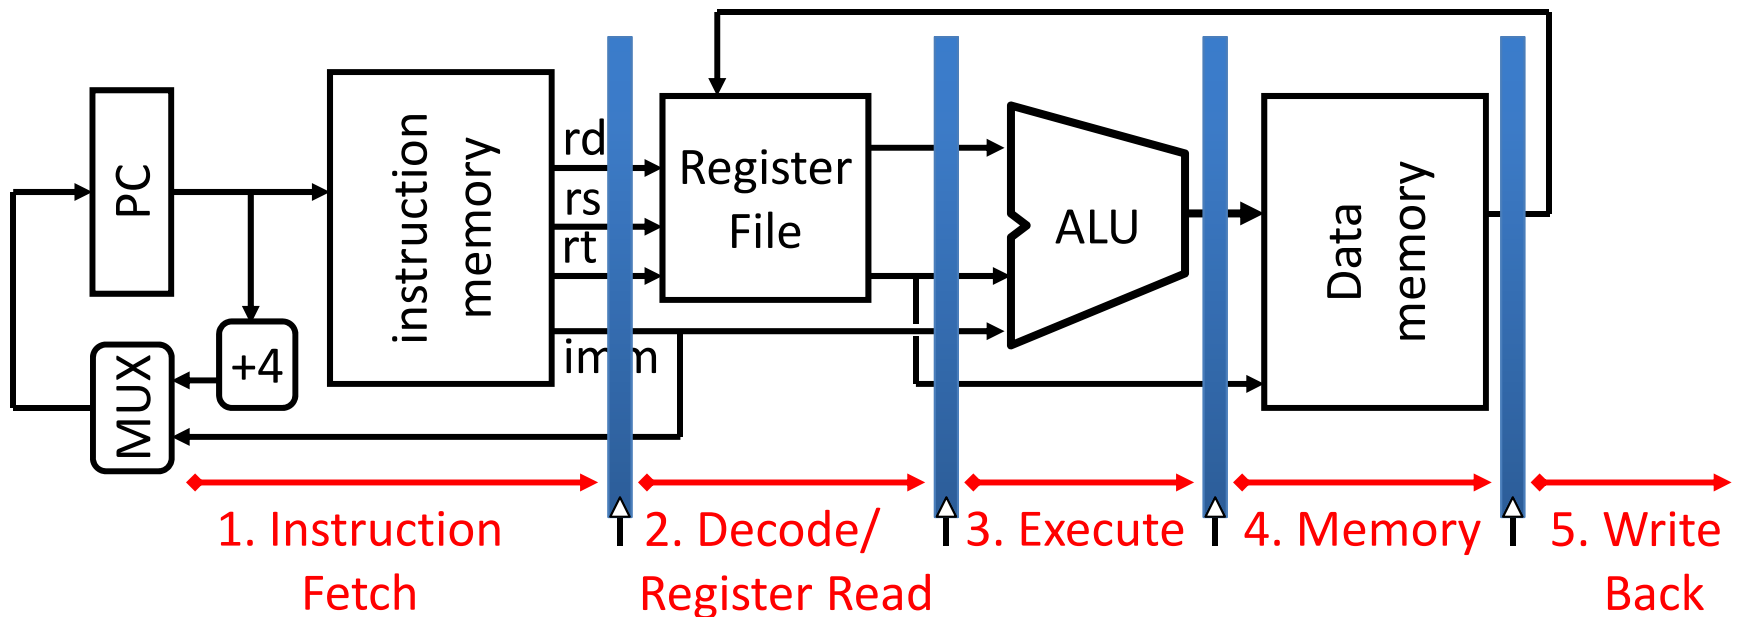 PC
instruction
memory
rd
rs
rt
imm
Register
File
ALU
Data
memory
+4
MUX
1. Instruction
Fetch
2. Decode/
Register Read
3. Execute
4. Memory
5. Write
Back